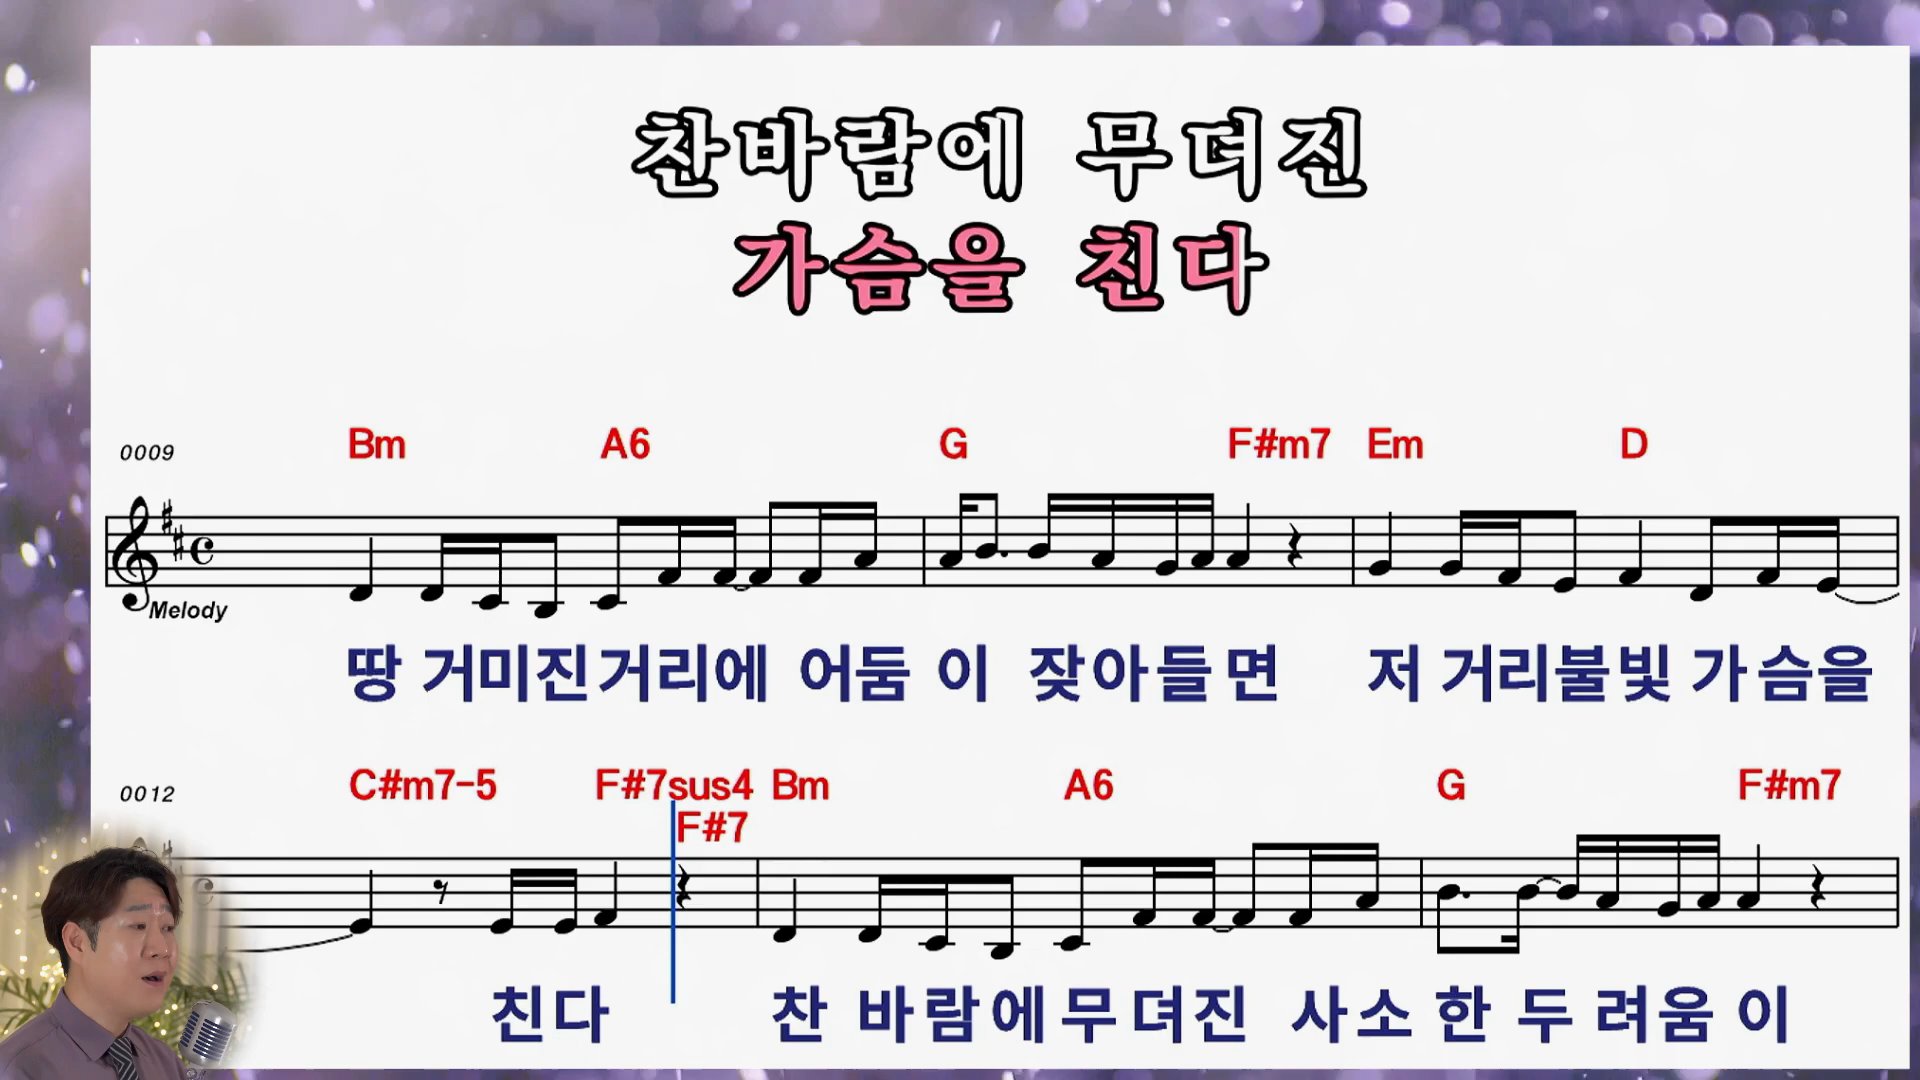 찬바람에 무뎌진
가슴을 친다
0009 Bm A6 G F#m7 Em D
Melody
땅 거미진거리에 어둠 이 잦아들 면 저 거리불빛 가슴을
0012 C#m7-5 F#7sus4 Bm A6 G F#m7
F#7
친다 찬 바람에무뎌진 사소 한 두 려움 이